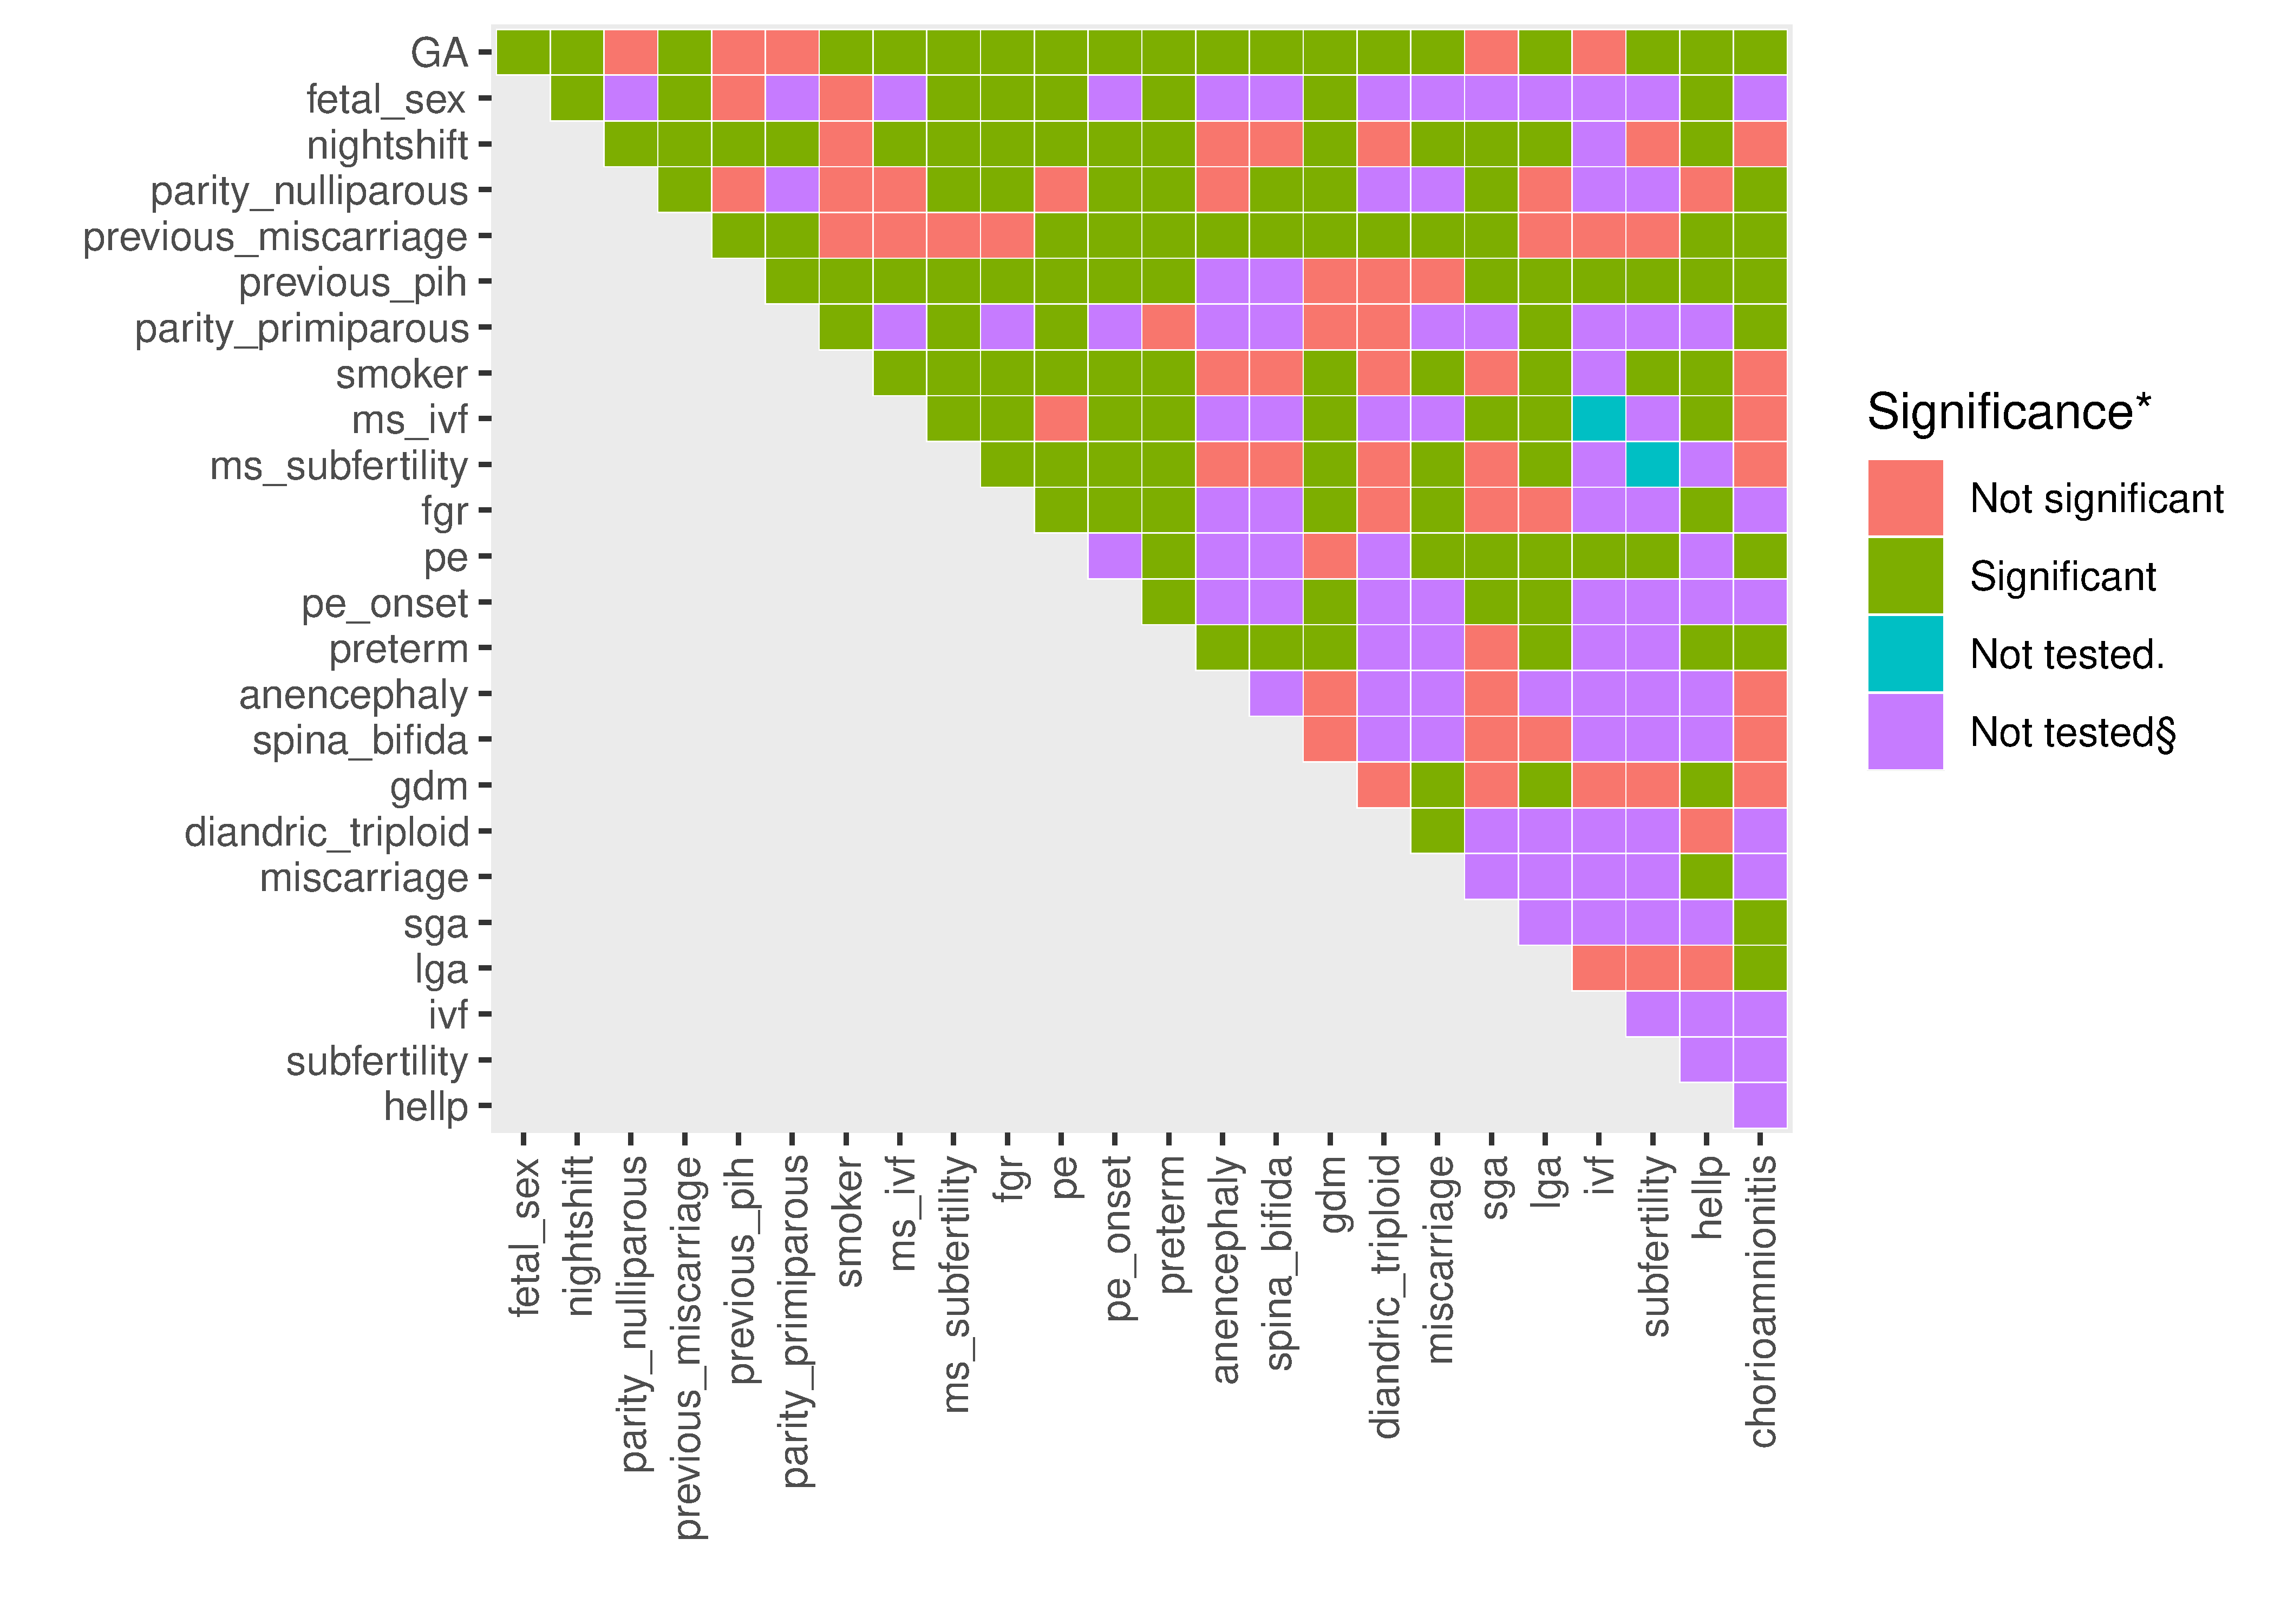 GA
fetal_sex
nightshift
parity_nulliparous
previous_miscarriage
previous_pih
parity_primiparous
smoker
ms_ivf
ms_subfertility
fgr
pe
pe_onset
preterm
anencephaly
spina_bifida
gdm
diandric_triploid
miscarriage
sga
lga
ivf
subfertility
hellp
fetal_sex
nightshift
parity_nulliparous
previous_miscarriage
previous_pih
parity_primiparous
smoker
ms_ivf
ms_subfertility
fgr
pe
pe_onset
preterm
anencephaly
spina_bifida
gdm
diandric_triploid
miscarriage
sga
lga
ivf
subfertility
hellp
chorioamnionitis
Significance*
Not significant
Significant
Not tested.
Not tested§